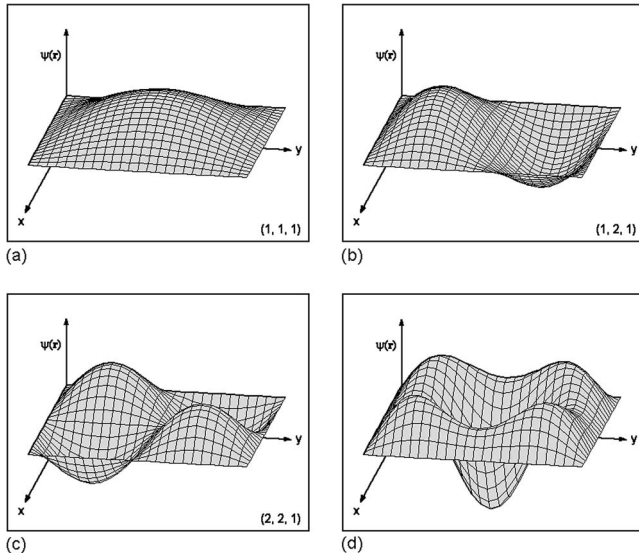 ψ(r)
y
x
(1, 1, 1)
(a)
ψ(r)
y
x
(1, 2, 1)
(b)
ψ(r)
y
x
(2, 2, 1)
(c)
ψ(r)
y
x
(d)